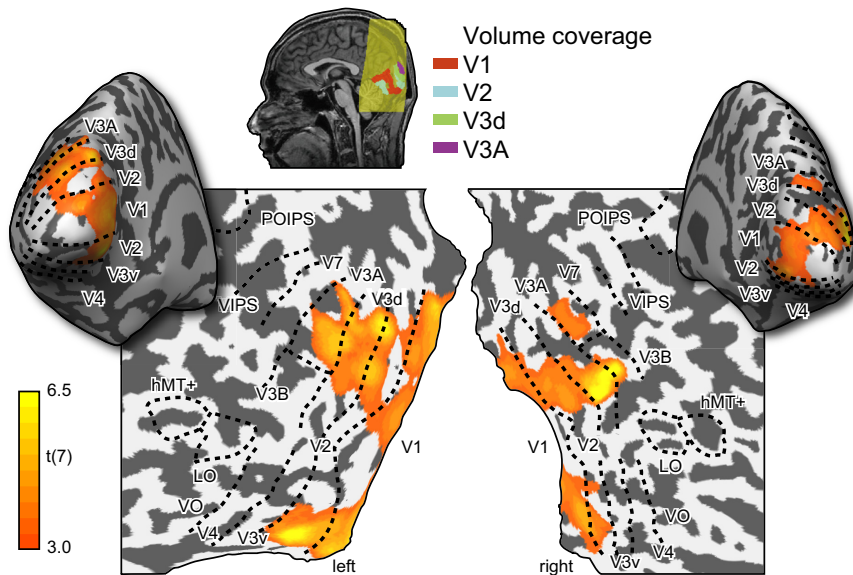 Volume coverage
V1
V2
V3d
V3A
V3A
V3d
V2
V1
V2
V3v
V4
V3A
V3d
V2
V1
V2
V3v
V4
POIPS
V7
V3A
VIPS
V3d
V3B
hMT+
V2
V1
LO
VO
V4
V3v
left
POIPS
V7
V3A
VIPS
V3d
V3B
hMT+
V1
V2
LO
VO
V4
V3v
right
6.5
t(7)
3.0